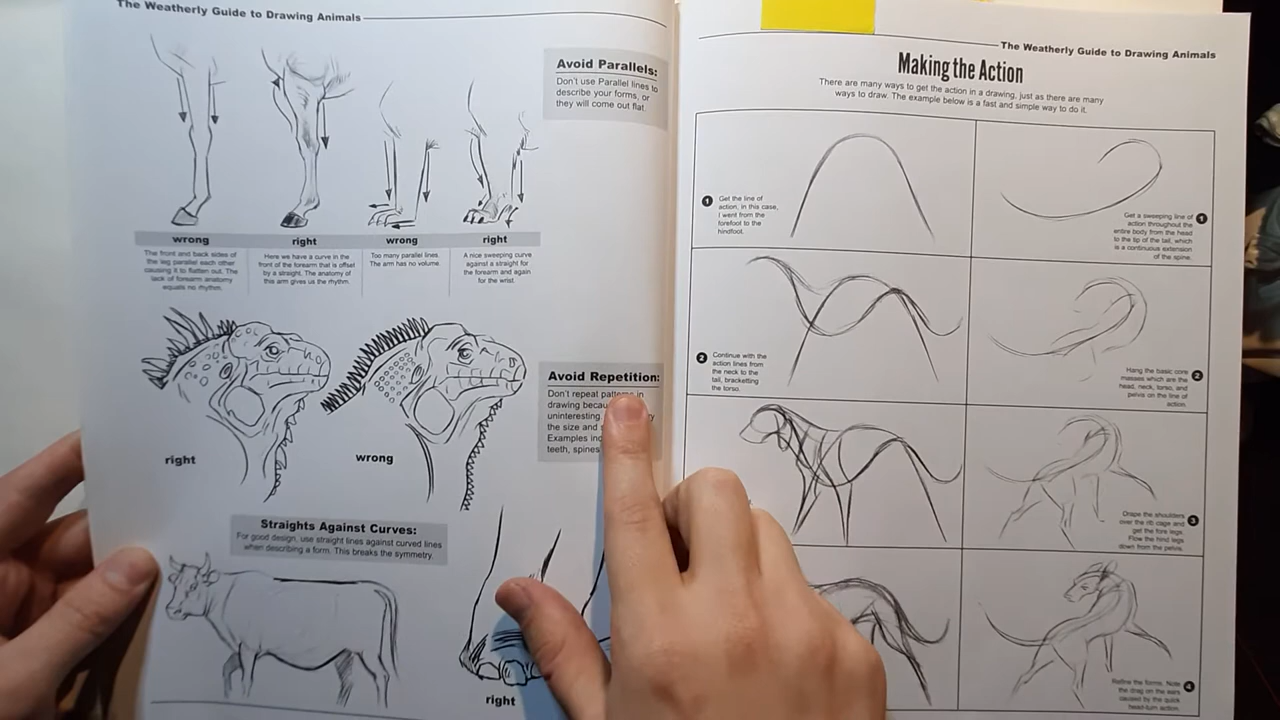 The Weatherly Guide to Drawing Animals
Avoid Parallels:
Don't use Parallel lines to
describe your forms, or
they will come out flat.
wrong
right
wrong
right
The front and back sides of
the leg parallel each other
causing it to flatten out. The
lack of forearm anatomy
equals no rhythm.
Here we have a curve in the
front of the forearm that is offset
by a straight. The anatomy of
this arm gives us the rhythm.
Too many parallel lines.
The arm has no volume.
A nice sweeping curve
against a straight for
the forearm and again
for the wrist.
right
wrong
Avoid Repetition:
Don't repeat patterns in
drawing
uninteresting.
the size and
Examples
teeth, spines
Straights Against Curves:
For good design, use straight lines against curved lines
when describing a form. This breaks the symmetry.
right
The Weatherly Guide to Drawing Animals
Making the Action
There are many ways to get the action in a drawing, just as there are many
ways to draw. The example below is a fast and simple way to do it.
1 Get the line of
action, in this case,
I went from the
forefoot to the
hindfoot.
Get a sweeping line of 1
action throughout the
entire body from the head
to the tip of the tail, which
is a continuous extension
of the spine.
2 Continue with the
action lines from
the neck to the
tail, bracketting
the torso.
Hang the basic core
masses which are the 2
head, neck, torso, and
pelvis on the line of
action.
Drape the shoulders
over the rib cage and 3
get the fore legs.
Flow the hind legs
down from the pelvis.
Refine the forms. Note 4
the drag on the ears
caused by the quick
head-turn action.